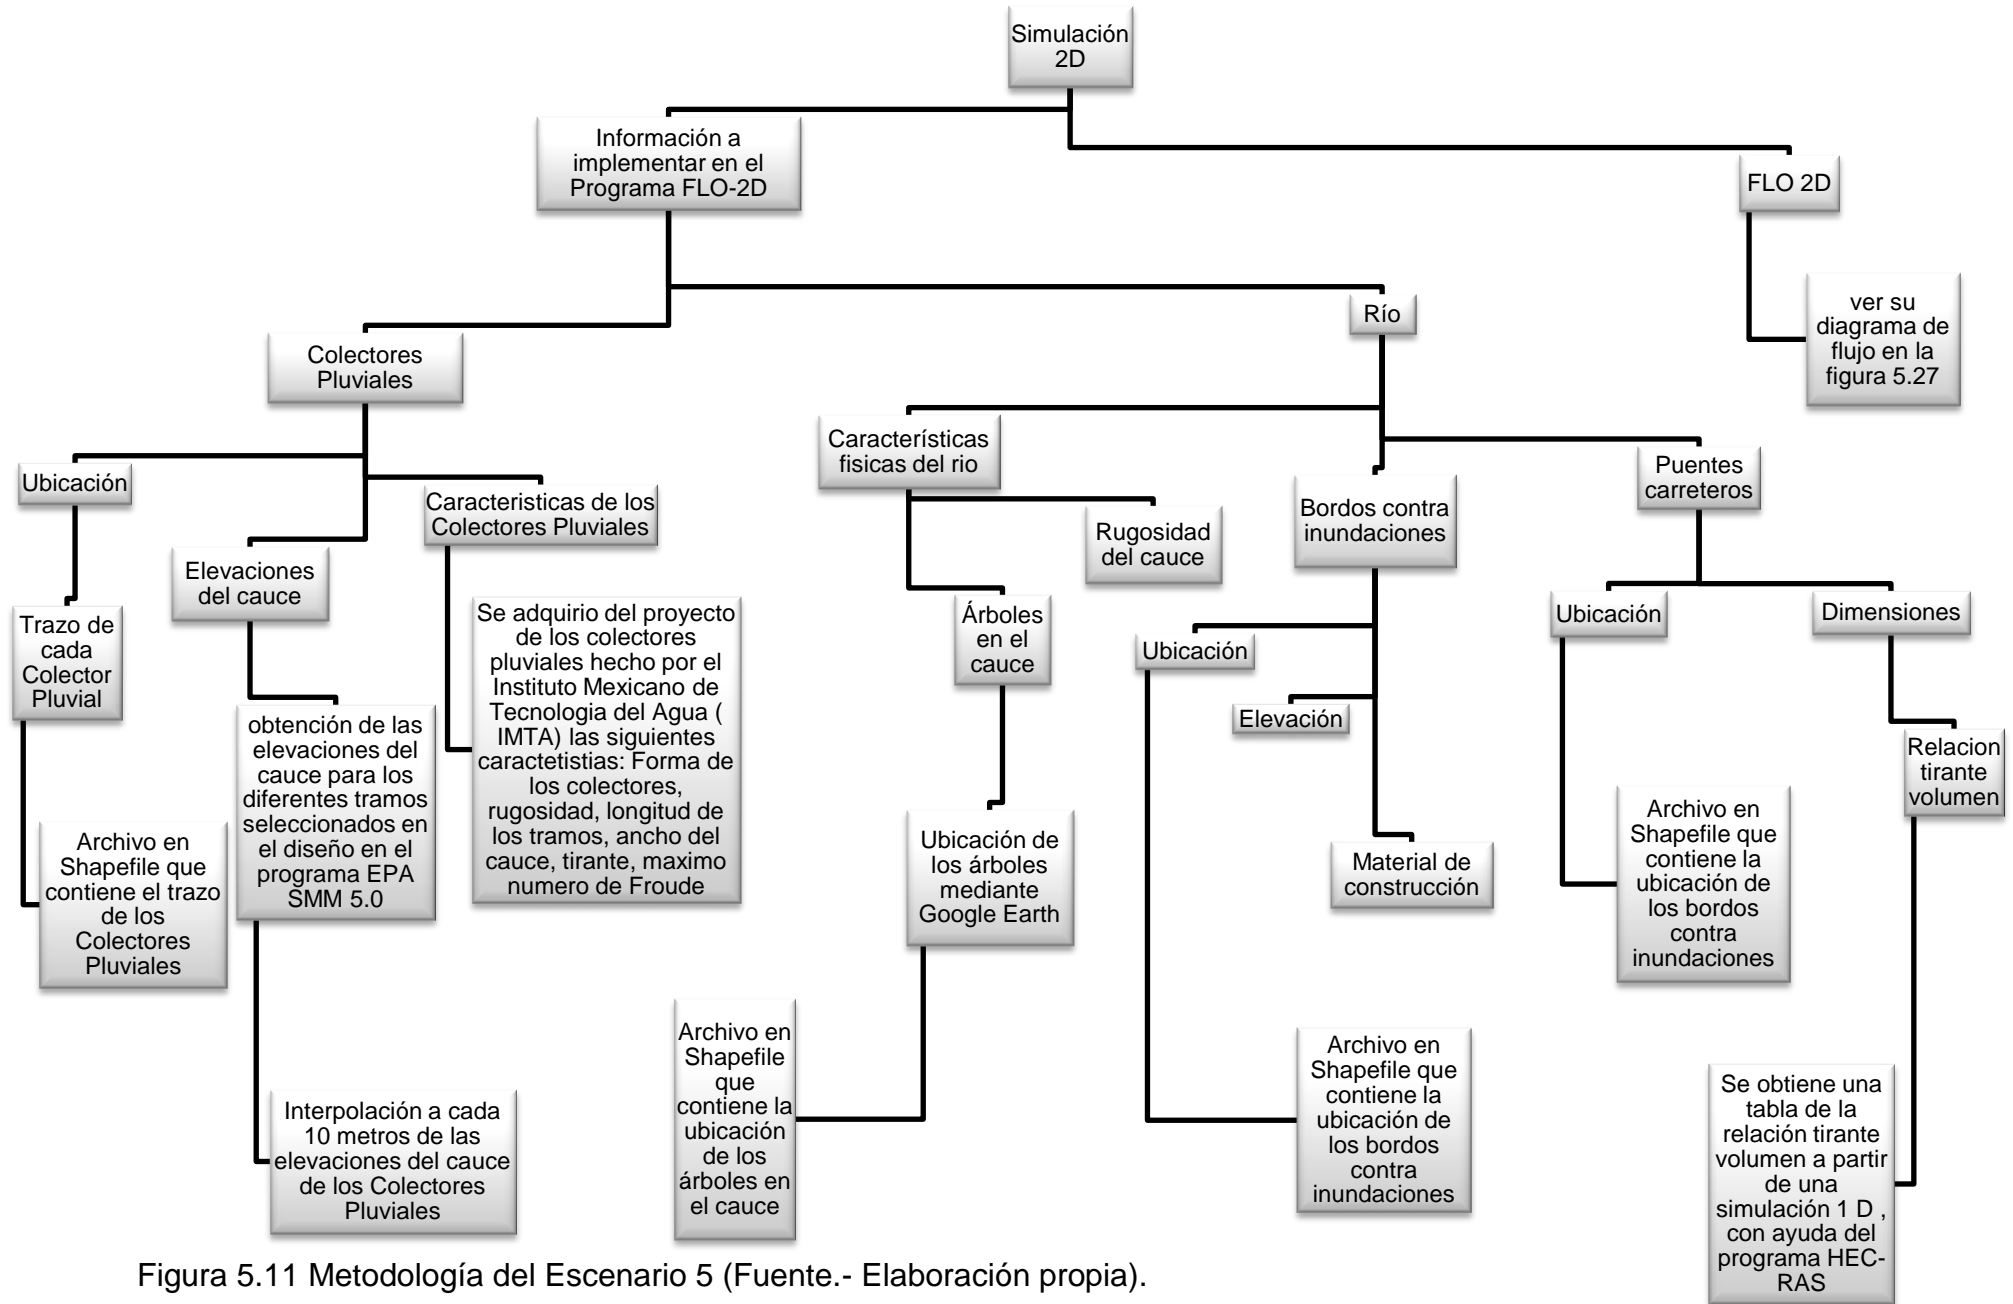 Simulación
2D
Información a
implementar en el
Programa FLO-2D
FLO 2D
ver su
diagrama de
flujo en la
figura 5.27
Río
Colectores
Pluviales
Ubicación
Trazo de
cada
Colector
Pluvial
Archivo en
Shapefile que
contiene el trazo
de los
Colectores
Pluviales
Elevaciones
del cauce
obtención de las
elevaciones del
cauce para los
diferentes tramos
seleccionados en
el diseño en el
programa EPA
SMM 5.0
Interpolación a cada
10 metros de las
elevaciones del cauce
de los Colectores
Pluviales
Caracteristicas de los
Colectores Pluviales
Se adquirio del proyecto
de los colectores
pluviales hecho por el
Instituto Mexicano de
Tecnologia del Agua (
IMTA) las siguientes
caractetistias: Forma de
los colectores,
rugosidad, longitud de
los tramos, ancho del
cauce, tirante, maximo
numero de Froude
Características
fisicas del rio
Rugosidad
del cauce
Árboles
en el
cauce
Ubicación de
los árboles
mediante
Google Earth
Archivo en
Shapefile
que
contiene la
ubicación
de los
árboles en
el cauce
Bordos contra
inundaciones
Ubicación
Elevación
Material de
construcción
Archivo en
Shapefile que
contiene la
ubicación de
los bordos
contra
inundaciones
Puentes
carreteros
Ubicación
Archivo en
Shapefile que
contiene la
ubicación de
los bordos
contra
inundaciones
Dimensiones
Relacion
tirante
volumen
Se obtiene una
tabla de la
relación tirante
volumen a partir
de una
simulación 1 D ,
con ayuda del
programa HEC-
RAS
Figura 5.11 Metodología del Escenario 5 (Fuente.- Elaboración propia).